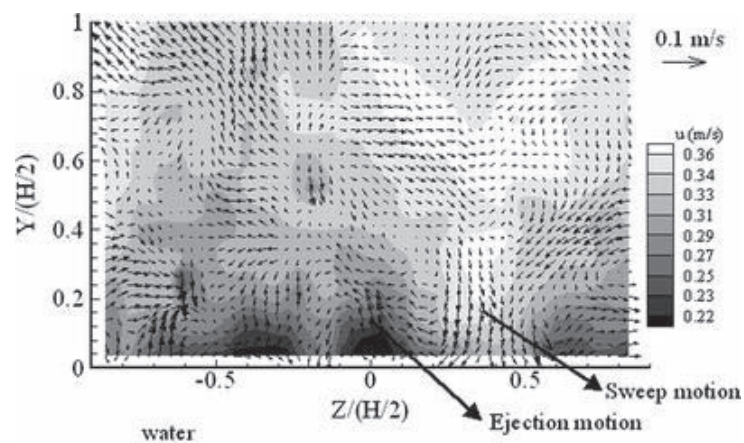 1
0.8
0.6
0.4
0.2
0
Y/(H/2)
-0.5
0
0.5
Z/(H/2)
0.1 m/s
u (m/s)
0.36
0.34
0.33
0.31
0.29
0.27
0.25
0.23
0.22
Sweep motion
Ejection motion
water